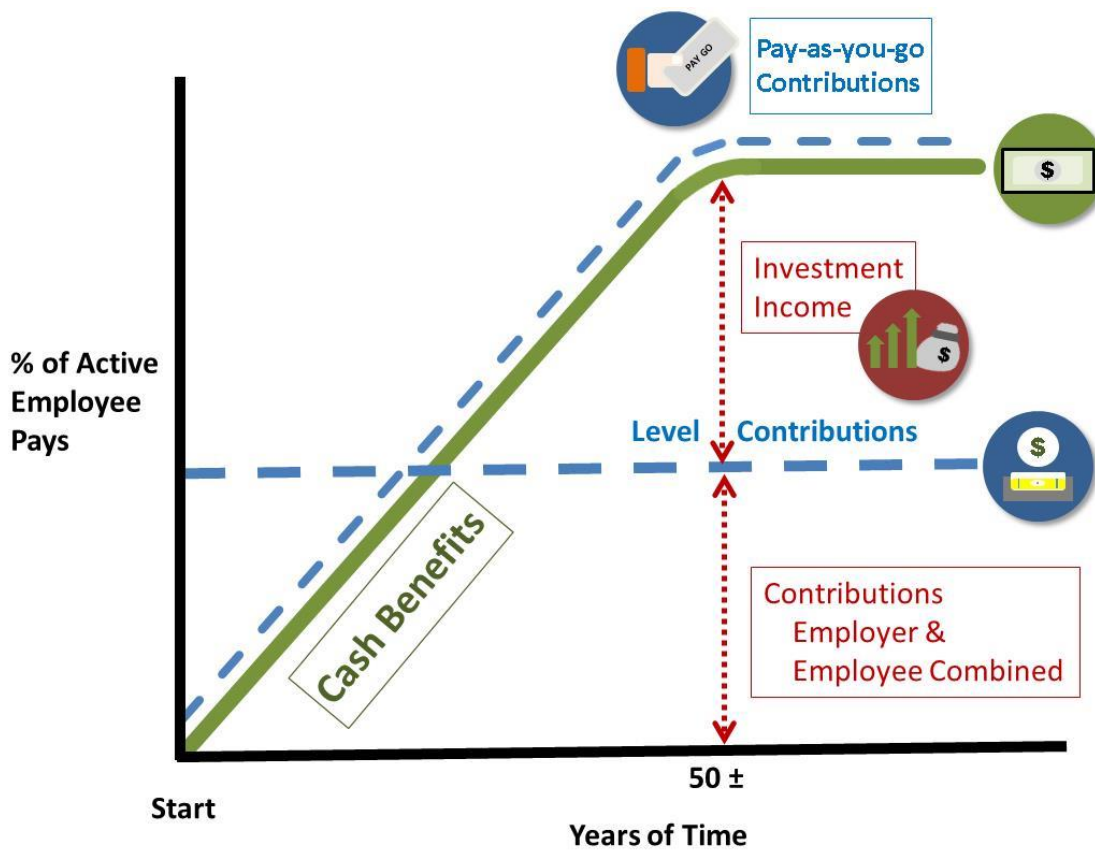 PAY GO
Pay-as-you-go
Contributions
$
Investment
Income
$
% of Active
Employee
Pays
Level Contributions
$
Cash Benefits
Contributions
Employer &
Employee Combined
50 ±
Start
Years of Time